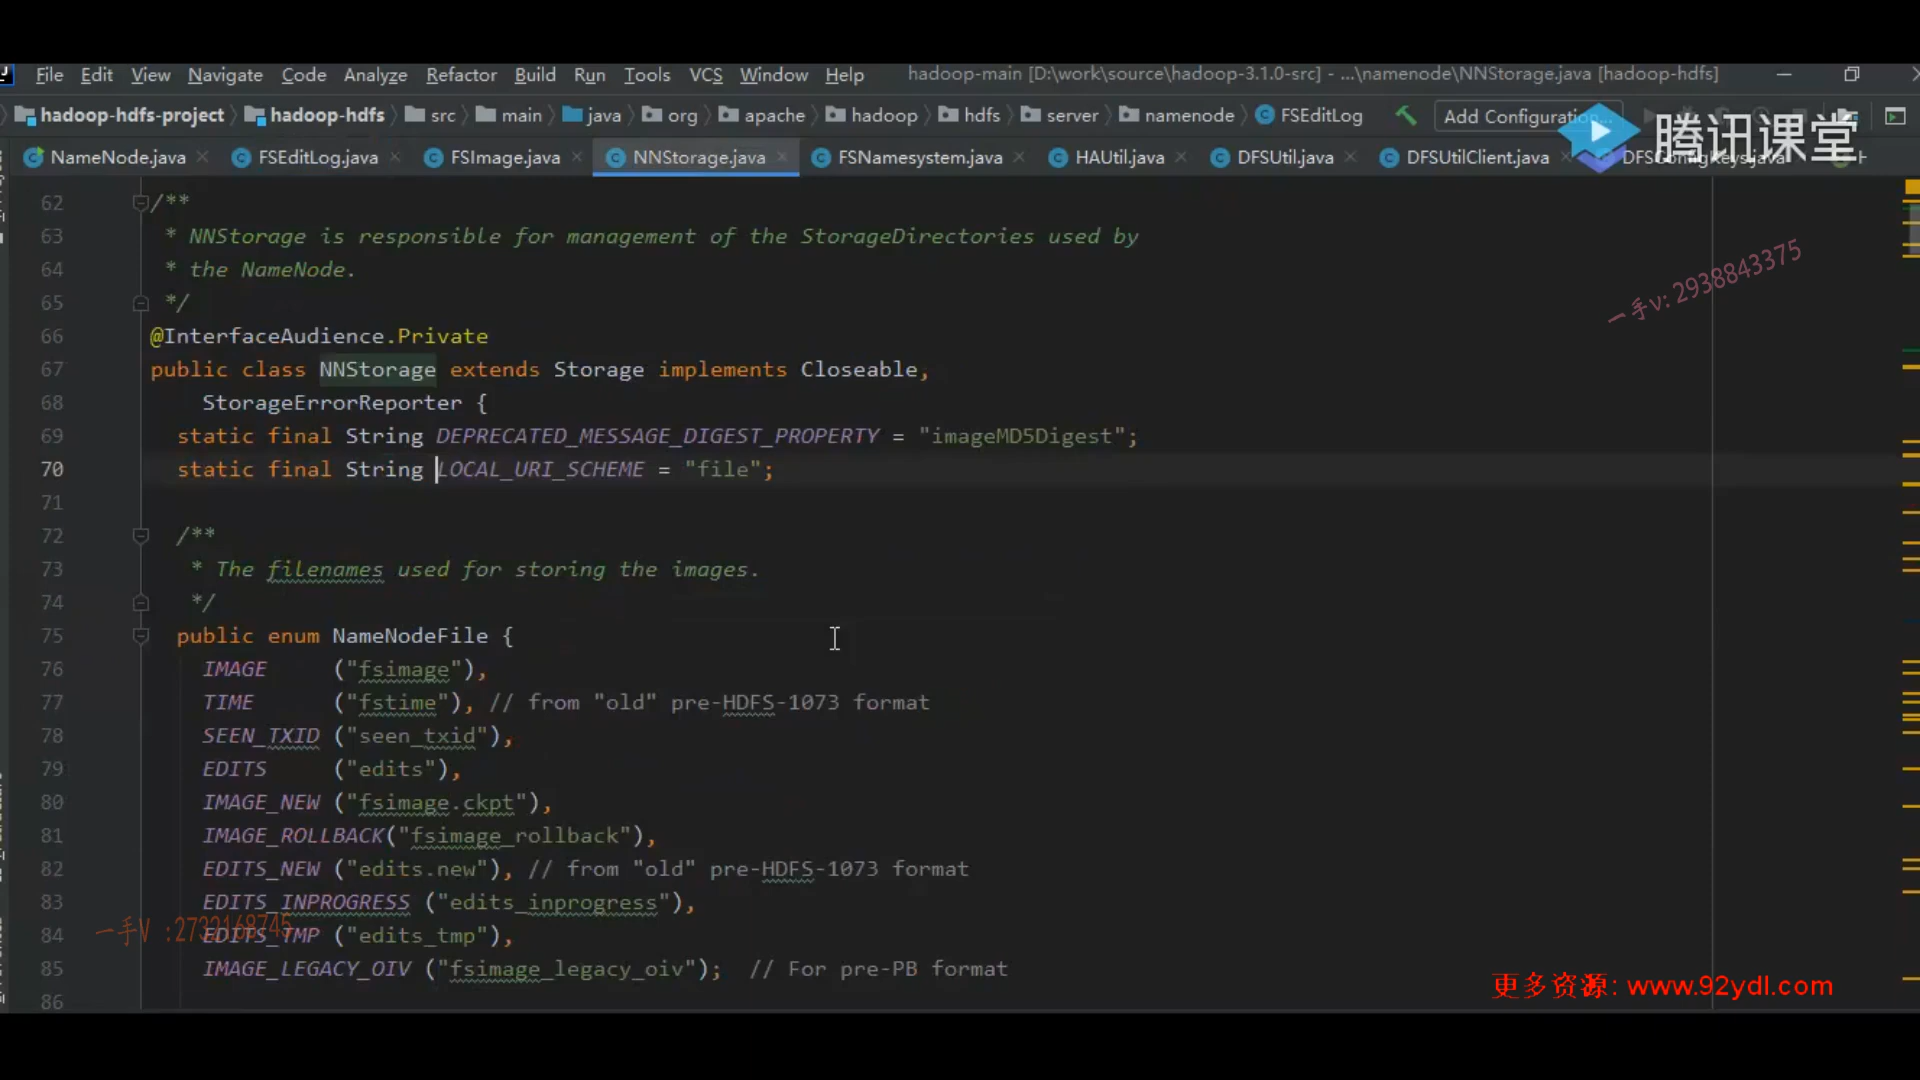 File Edit View Navigate Code Analyze Refactor Build Run Tools VCS Window Help hadoop-main [D:\work\source\hadoop-3.1.0-src] - ...\namenode\NNStorage.java [hadoop-hdfs]
hadoop-hdfs-project hadoop-hdfs src main java org apache hadoop hdfs server namenode FSEditLog Add Configuration...
腾讯课堂
NameNode.java FSEditLog.java FSImage.java NNStorage.java FSNamesystem.java HAUtil.java DFSUtil.java DFSUtilClient.java DFSConfigKeys.java H
62 /**
63 * NNStorage is responsible for management of the StorageDirectories used by
64 * the NameNode.
一手v:2938843375
65 */
66 @InterfaceAudience.Private
67 public class NNStorage extends Storage implements Closeable,
68 StorageErrorReporter {
69 static final String DEPRECATED_MESSAGE_DIGEST_PROPERTY = "imageMD5Digest";
70 static final String LOCAL_URI_SCHEME = "file";
71
72 /**
73 * The filenames used for storing the images.
74 */
75 public enum NameNodeFile {
76 IMAGE ("fsimage"),
77 TIME ("fstime"), // from "old" pre-HDFS-1073 format
78 SEEN_TXID ("seen_txid"),
79 EDITS ("edits"),
80 IMAGE_NEW ("fsimage.ckpt"),
81 IMAGE_ROLLBACK("fsimage_rollback"),
82 EDITS_NEW ("edits.new"), // from "old" pre-HDFS-1073 format
83 EDITS_INPROGRESS ("edits_inprogress"),
一手V :2732168745
84 EDITS_TMP ("edits_tmp"),
85 IMAGE_LEGACY_OIV ("fsimage_legacy_oiv"); // For pre-PB format
更多资源: www.92ydl.com
86